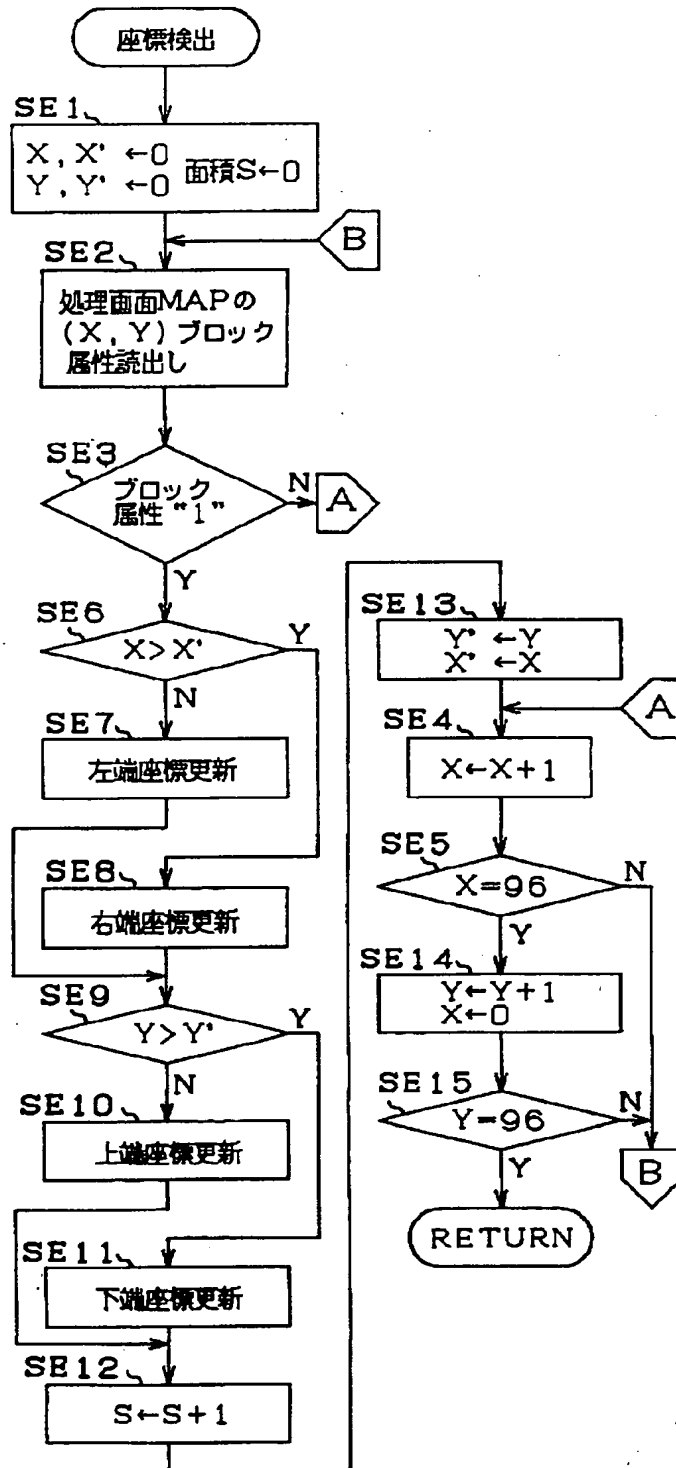 座標検出
SE1
X, X' ←0
Y, Y' ←0
面積S←0
B
SE2
処理画面MAPの
(X, Y) ブロック
属性読出し
SE3
ブロック
属性 "1"
N
A
Y
SE6
X>X'
Y
N
SE7
左端座標更新
SE8
右端座標更新
SE9
Y>Y'
Y
N
SE10
上端座標更新
SE11
下端座標更新
SE12
S←S+1
SE13
Y' ←Y
X' ←X
A
SE4
X←X+1
SE5
X=96
N
Y
SE14
Y←Y+1
X←0
SE15
Y=96
N
Y
B
RETURN